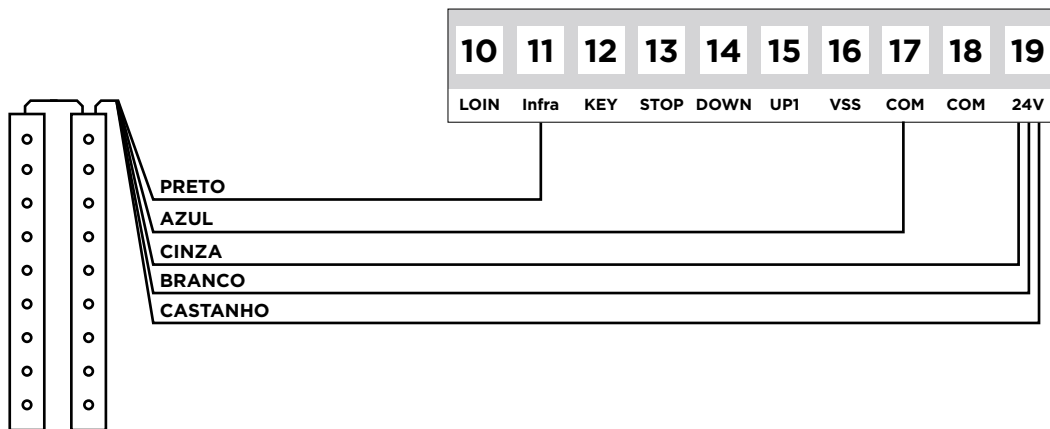 10 11 12 13 14 15 16 17 18 19
LOIN Infra KEY STOP DOWN UP1 VSS COM COM 24V
PRETO
AZUL
CINZA
BRANCO
CASTANHO